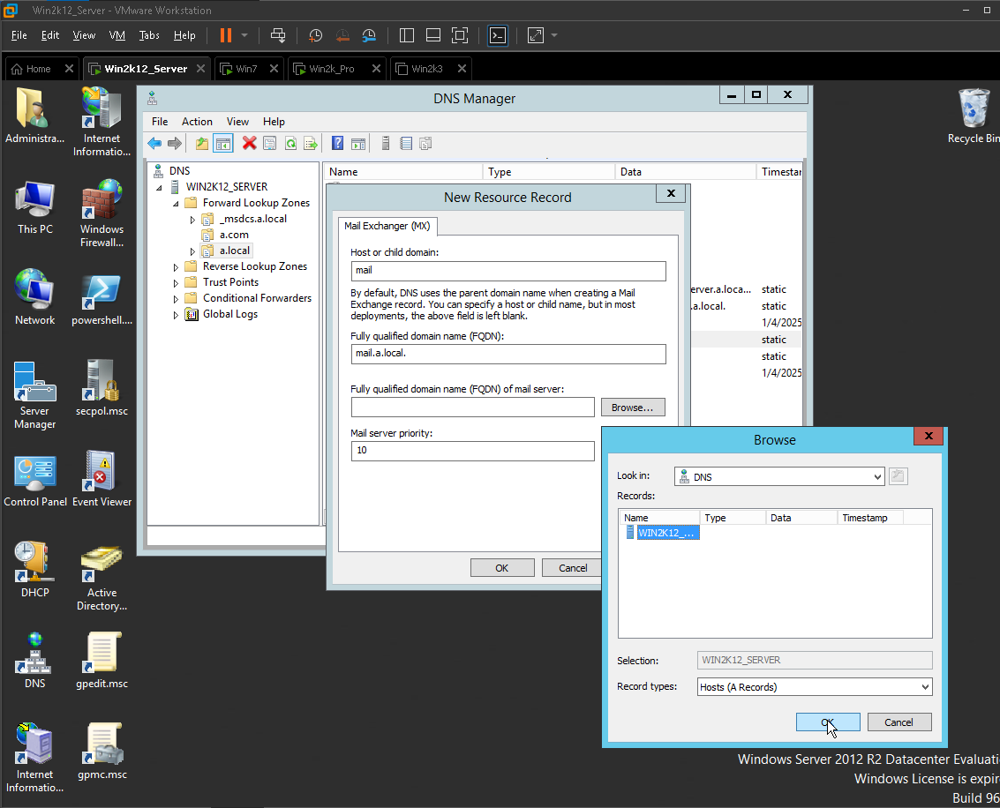 Win2k12_Server - VMware Workstation
File Edit View VM Tabs Help
Home Win2k12_Server Win7 Win2k_Pro Win2k3
Administra...
Internet
Informatio...
This PC
Windows
Firewall...
Network
powershell....
Server
Manager
secpol.msc
Control Panel
Event Viewer
DHCP
Active
Directory...
DNS
gpedit.msc
Internet
Informatio...
gpmc.msc
Recycle Bin
DNS Manager
File Action View Help
DNS
WIN2K12_SERVER
Forward Lookup Zones
_msdcs.a.local
a.com
a.local
Reverse Lookup Zones
Trust Points
Conditional Forwarders
Global Logs
Name Type Data Timestar
erver.a.loca... static
.a.local. static
1/4/2025
static
static
1/4/2025
New Resource Record
Mail Exchanger (MX)
Host or child domain:
mail
By default, DNS uses the parent domain name when creating a Mail
Exchange record. You can specify a host or child name, but in most
deployments, the above field is left blank.
Fully qualified domain name (FQDN):
mail.a.local.
Fully qualified domain name (FQDN) of mail server:
Browse...
Mail server priority:
10
OK Cancel
Browse
Look in: DNS
Records:
Name Type Data Timestamp
WIN2K12_...
Selection: WIN2K12_SERVER
Record types: Hosts (A Records)
OK Cancel
Windows Server 2012 R2 Datacenter Evaluati
Windows License is expir
Build 96